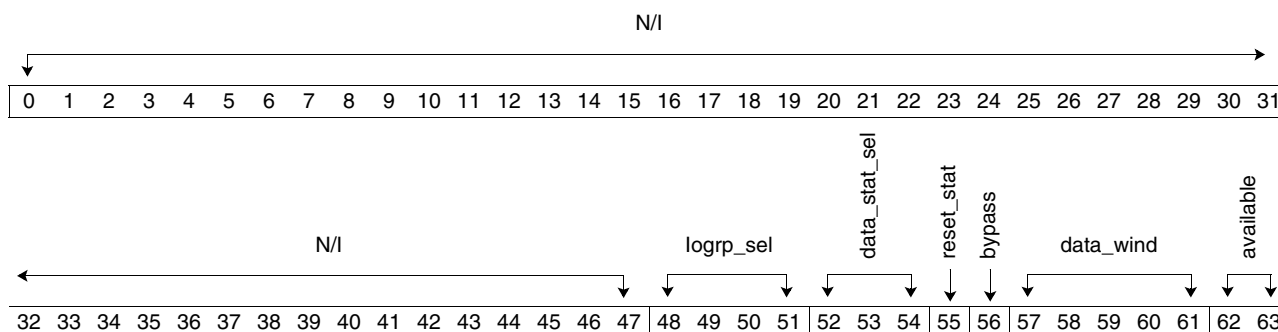 N/I
0 1 2 3 4 5 6 7 8 9 10 11 12 13 14 15 16 17 18 19 20 21 22 23 24 25 26 27 28 29 30 31
N/I logrp_sel data_stat_sel reset_stat bypass data_wind available
32 33 34 35 36 37 38 39 40 41 42 43 44 45 46 47 48 49 50 51 52 53 54 55 56 57 58 59 60 61 62 63